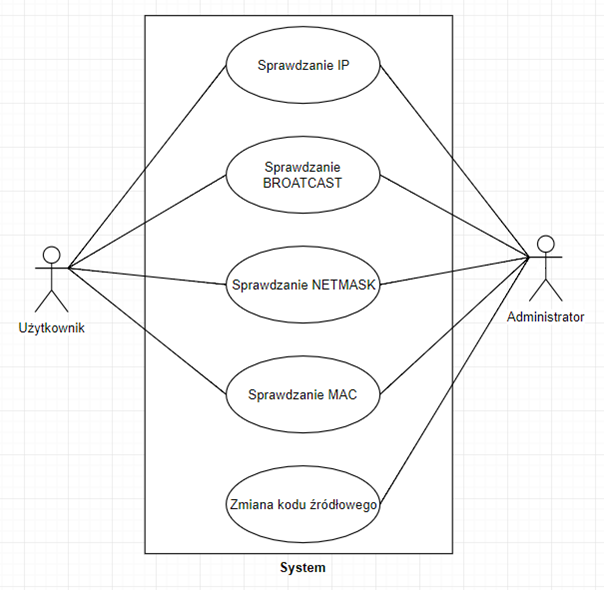 Sprawdzanie IP
Sprawdzanie
BROATCAST
Sprawdzanie NETMASK
Użytkownik
Administrator
Sprawdzanie MAC
Zmiana kodu źródłowego
System